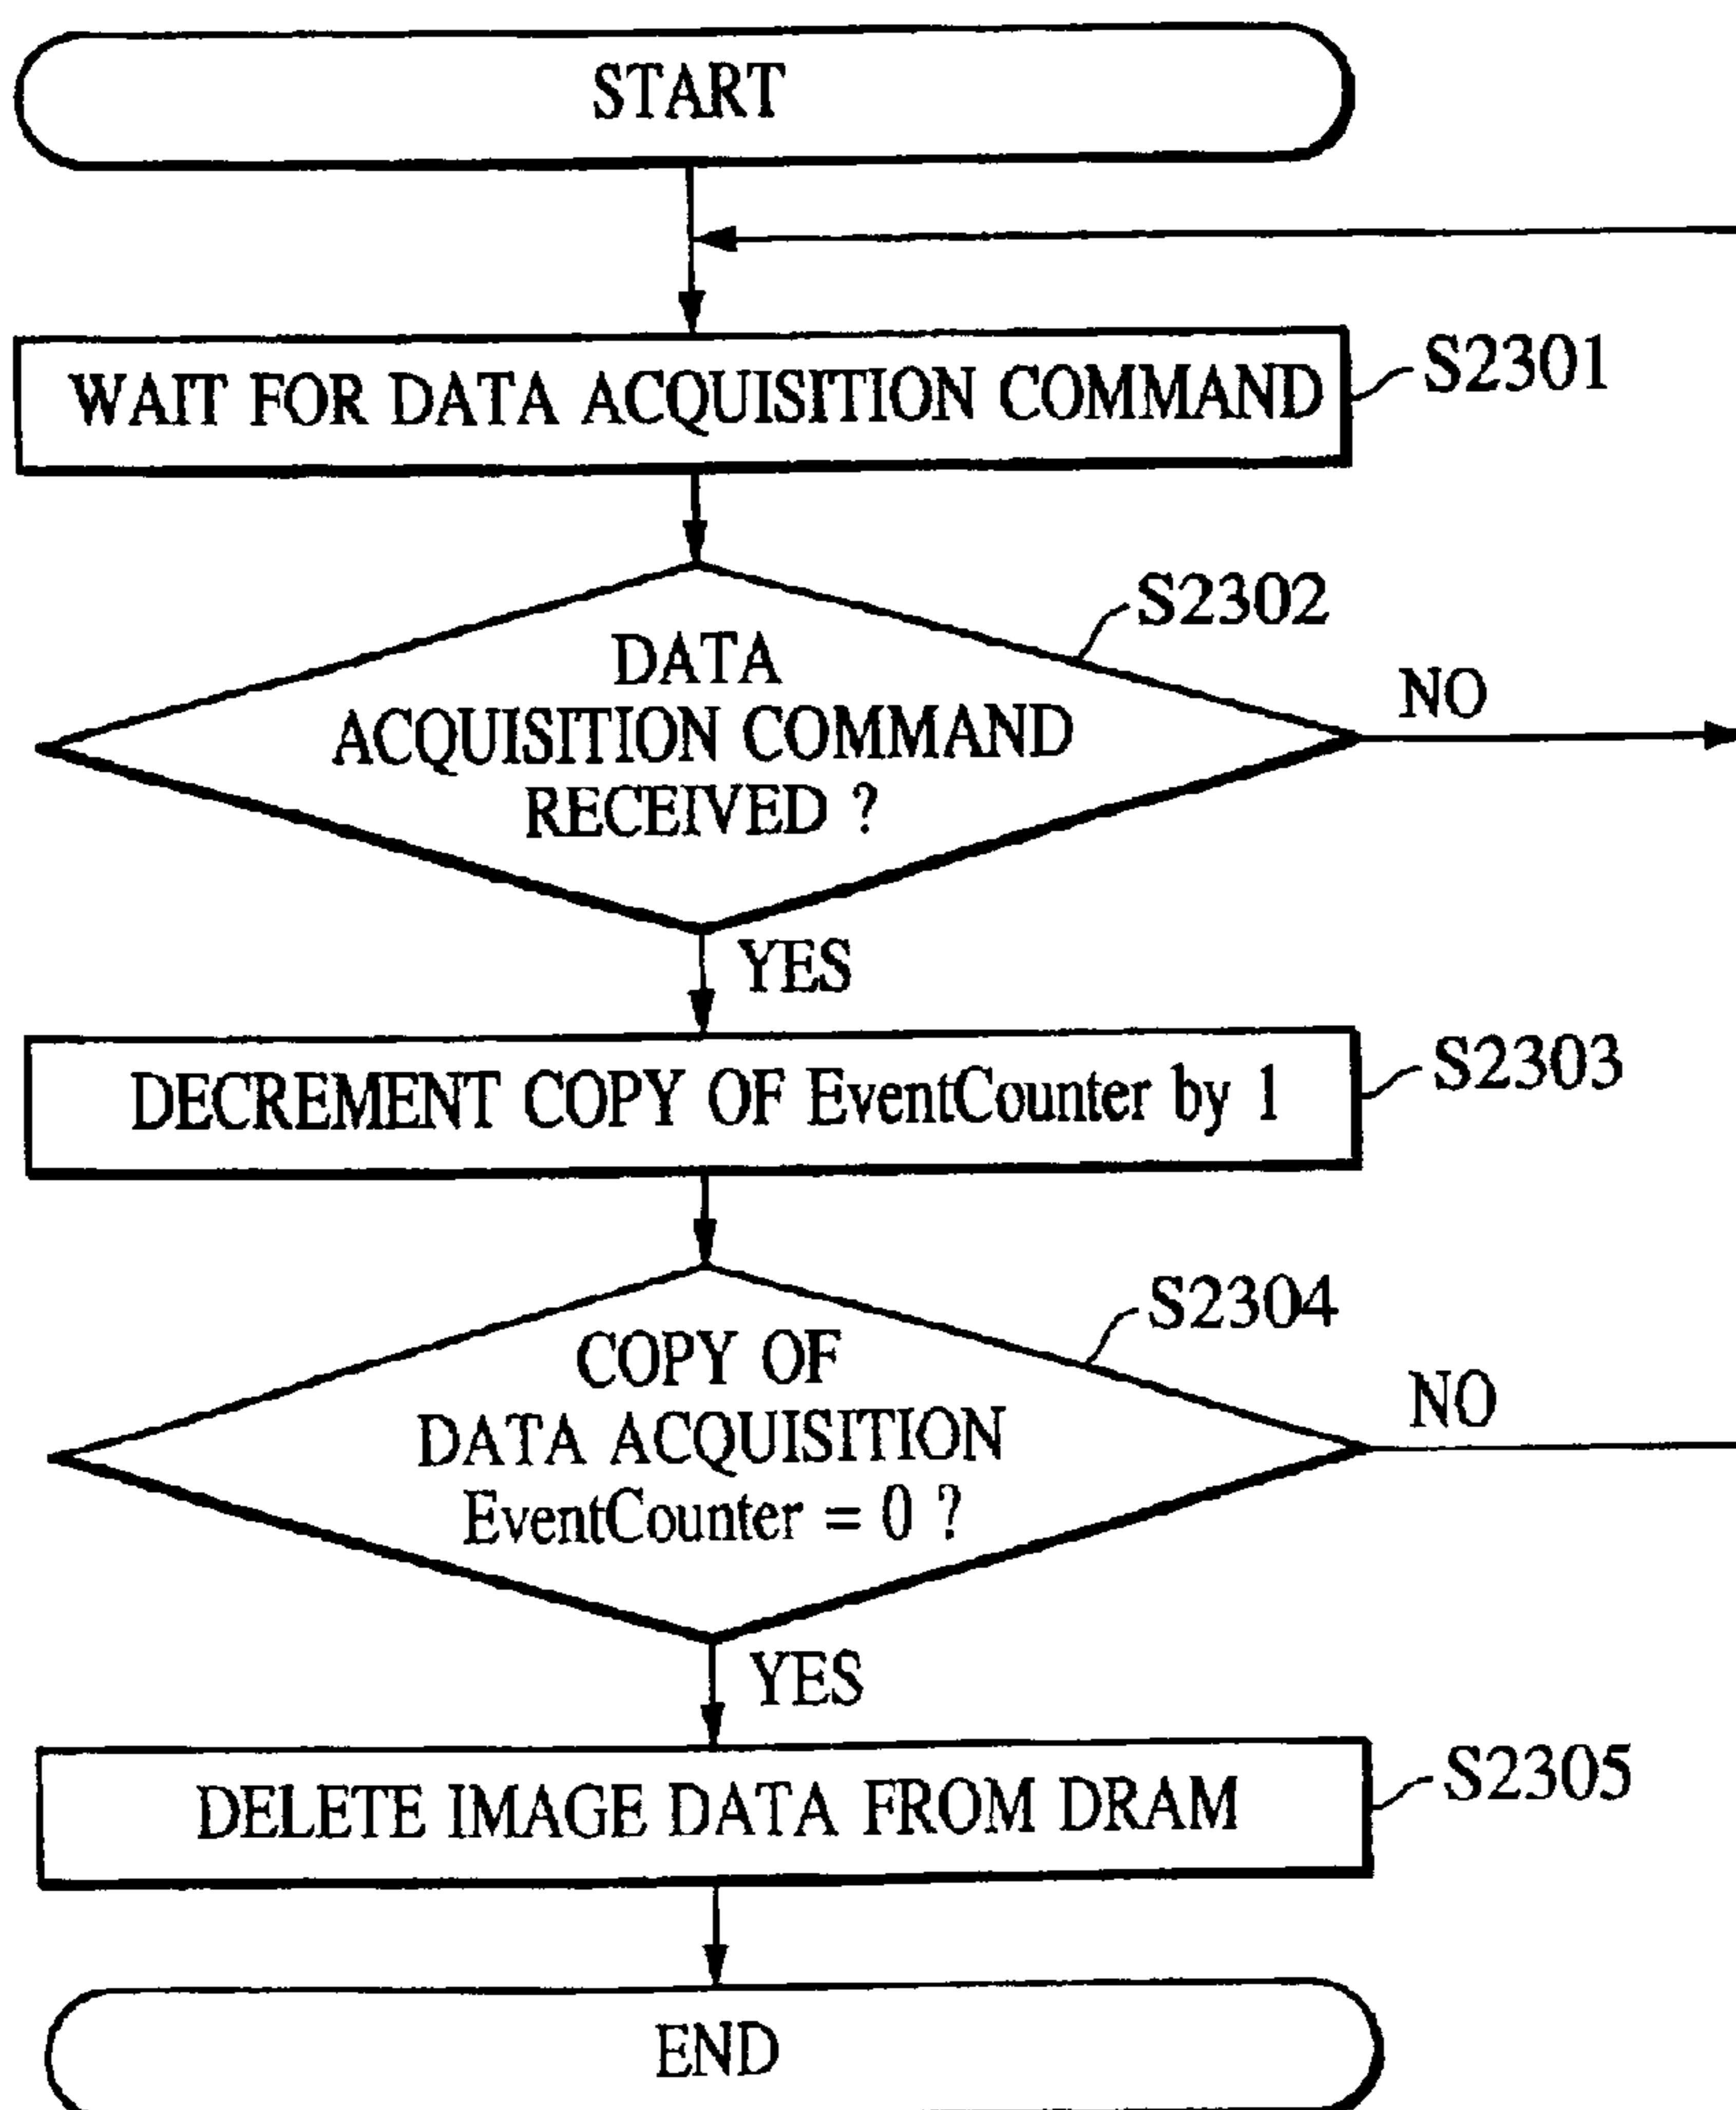 START
WAIT FOR DATA ACQUISITION COMMAND
S2301
S2302
DATA
ACQUISITION COMMAND
RECEIVED ?
NO
YES
DECREMENT COPY OF EventCounter by 1
S2303
S2304
COPY OF
DATA ACQUISITION
EventCounter = 0 ?
NO
YES
DELETE IMAGE DATA FROM DRAM
S2305
END